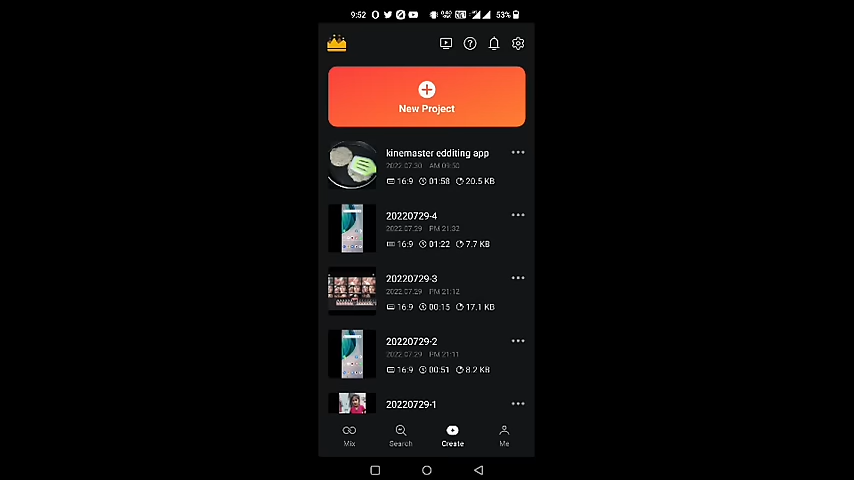 9:52
53%
New Project
kinemaster edditing app
2022.07.30 AM 09:50
16:9 01:58 20.5 KB
20220729-4
2022.07.29 PM 21:32
16:9 01:22 7.7 KB
20220729-3
2022.07.29 PM 21:12
16:9 00:15 17.1 KB
20220729-2
2022.07.29 PM 21:11
16:9 00:51 8.2 KB
20220729-1
Mix Search Create Me